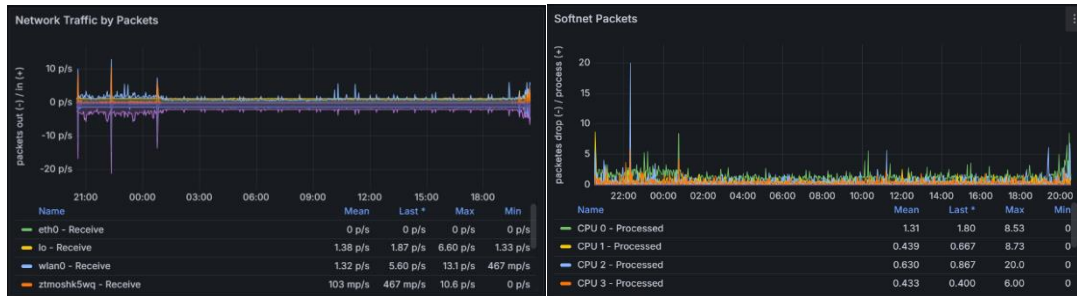 Network Traffic by Packets
packets out (-) / in (+)
10 p/s
0 p/s
-10 p/s
-20 p/s
21:00 00:00 03:00 06:00 09:00 12:00 15:00 18:00
Name Mean Last * Max Min
eth0 - Receive 0 p/s 0 p/s 0 p/s 0 p/s
lo - Receive 1.38 p/s 1.87 p/s 6.60 p/s 1.33 p/s
wlan0 - Receive 1.32 p/s 5.60 p/s 13.1 p/s 467 mp/s
ztmoshk5wq - Receive 103 mp/s 467 mp/s 10.6 p/s 0 p/s
Softnet Packets
packetes drop (-) / process (+)
20
15
10
5
0
22:00 00:00 02:00 04:00 06:00 08:00 10:00 12:00 14:00 16:00 18:00 20:00
Name Mean Last * Max Min
CPU 0 - Processed 1.31 1.80 8.53 0
CPU 1 - Processed 0.439 0.667 8.73 0
CPU 2 - Processed 0.630 0.867 20.0 0
CPU 3 - Processed 0.433 0.400 6.00 0